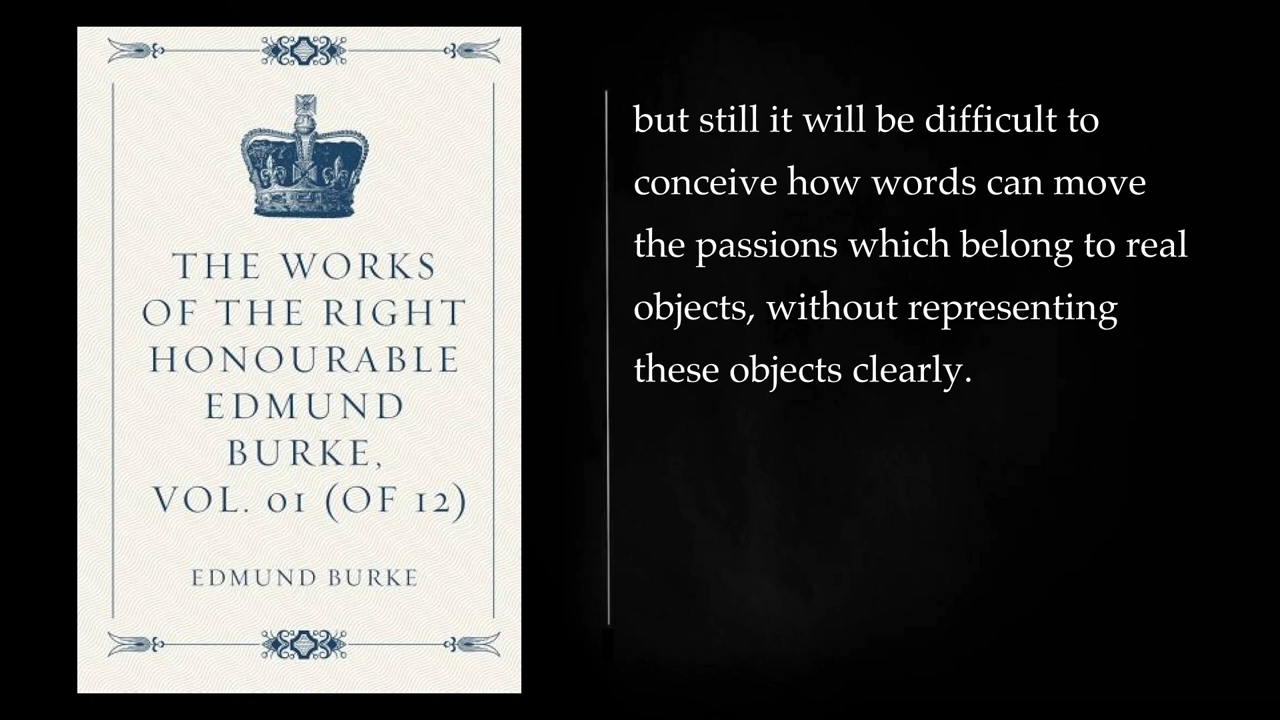 THE WORKS
OF THE RIGHT
HONOURABLE
EDMUND
BURKE,
VOL. 01 (OF 12)
EDMUND BURKE
but still it will be difficult to
conceive how words can move
the passions which belong to real
objects, without representing
these objects clearly.